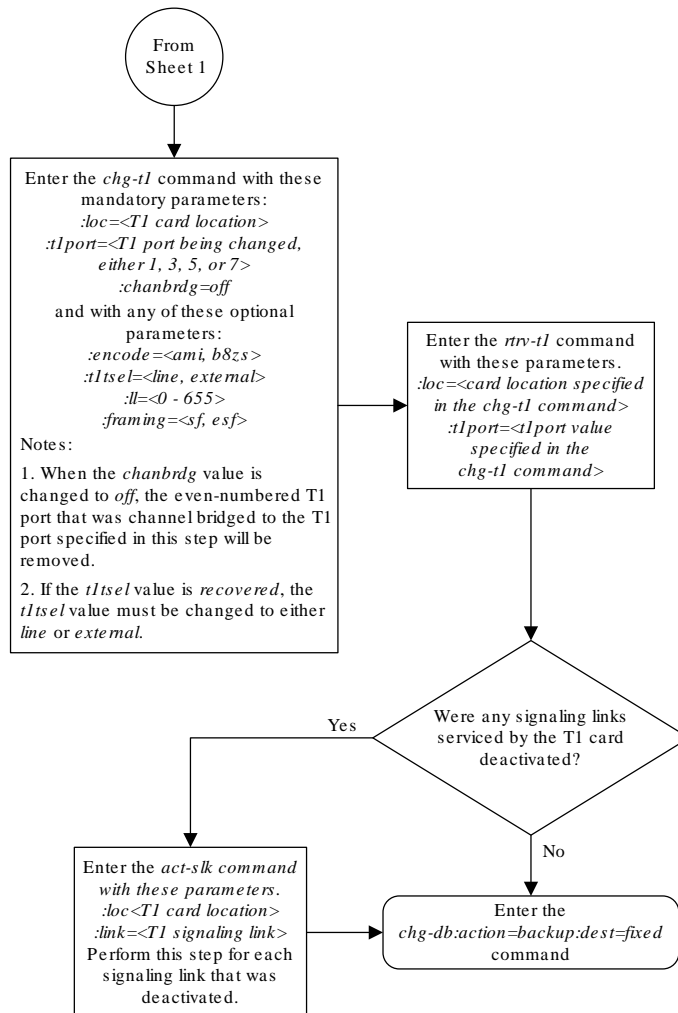 From
Sheet 1
Enter the chg-t1 command with these
mandatory parameters:
:loc=<T1 card location>
:t1port=<T1 port being changed,
either 1, 3, 5, or 7>
:chanbrdg=off
and with any of these optional
parameters:
:encode=<ami, b8zs>
:t1tsel=<line, external>
:ll=<0 - 655>
:framing=<sf, esf>
Notes:
1. When the chanbrdg value is
changed to off, the even-numbered T1
port that was channel bridged to the T1
port specified in this step will be
removed.
2. If the t1tsel value is recovered, the
t1tsel value must be changed to either
line or external.
Enter the rtrv-t1 command
with these parameters.
:loc=<card location specified
in the chg-t1 command>
:t1port=<t1port value
specified in the
chg-t1 command>
Were any signaling links
serviced by the T1 card
deactivated?
Yes
No
Enter the act-slk command
with these parameters.
:loc<T1 card location>
:link=<T1 signaling link>
Perform this step for each
signaling link that was
deactivated.
Enter the
chg-db:action=backup:dest=fixed
command